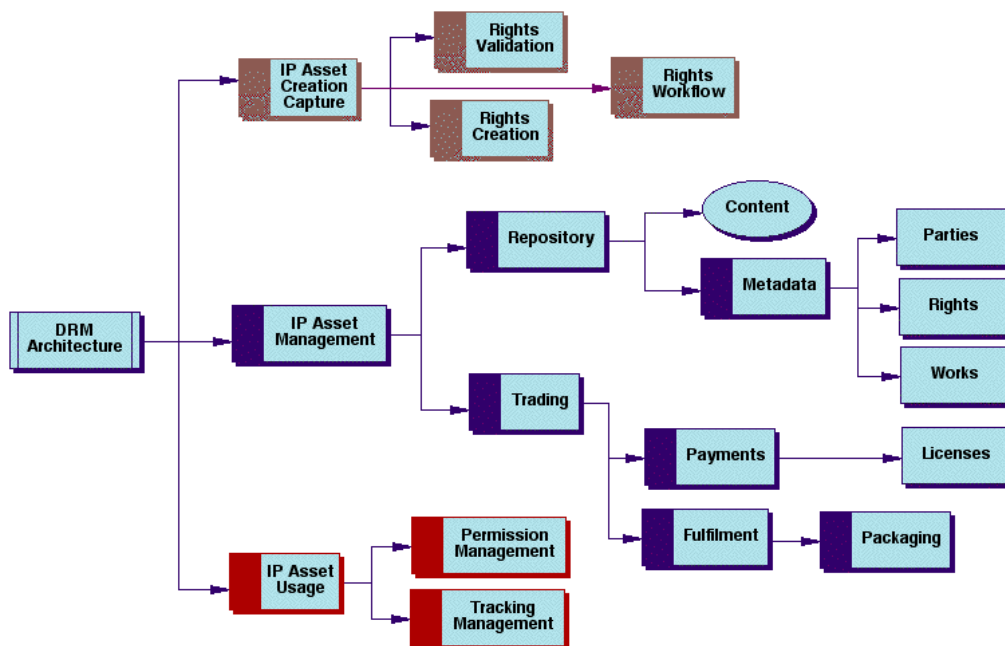 Rights
Validation
IP Asset
Creation
Capture
Rights
Workflow
Rights
Creation
Content
Repository
Parties
Metadata
Rights
DRM
Architecture
IP Asset
Management
Works
Trading
Payments
Licenses
Fulfilment
Packaging
Permission
Management
IP Asset
Usage
Tracking
Management